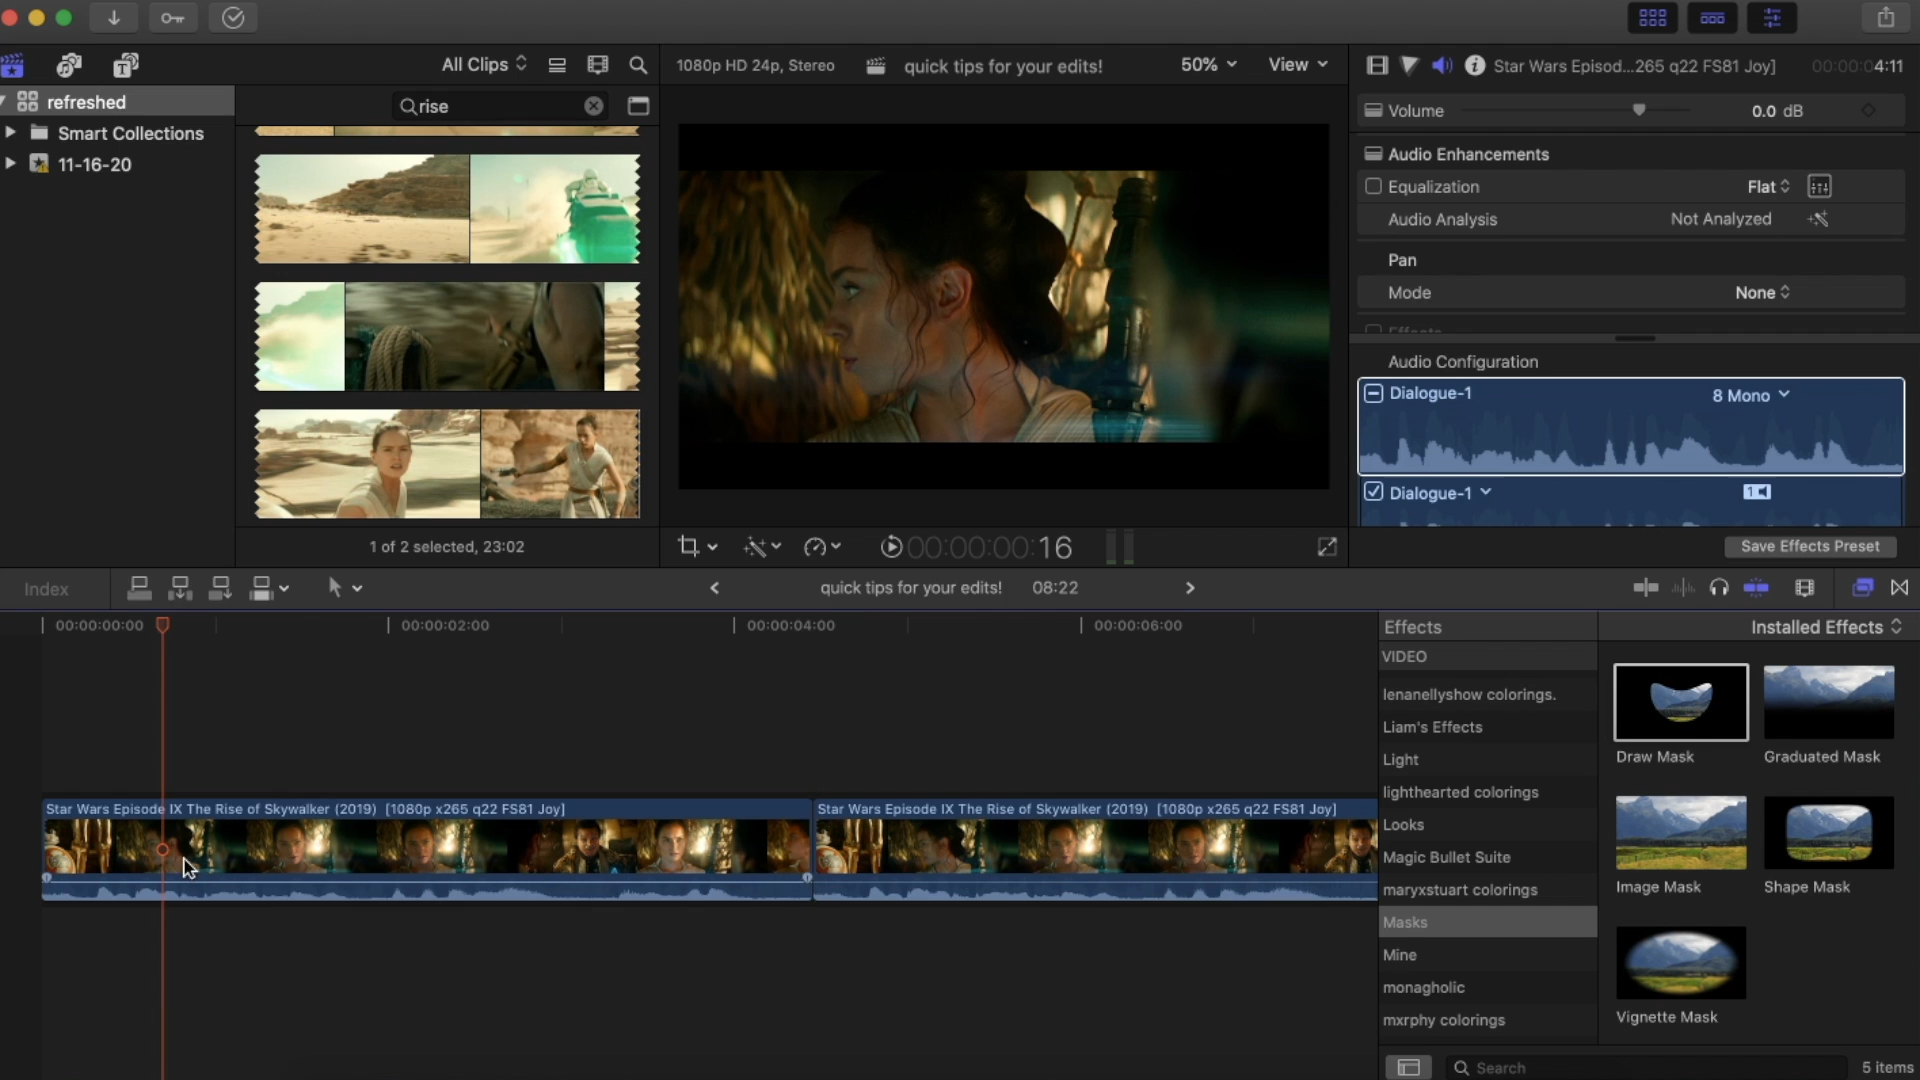 All Clips
1080p HD 24p, Stereo
quick tips for your edits!
50%
View
Star Wars Episod...265 q22 FS81 Joy]
00:00:04:11
refreshed
rise
Smart Collections
11-16-20
Volume
0.0 dB
Audio Enhancements
Equalization
Flat
Audio Analysis
Not Analyzed
Pan
Mode
None
Effects
Audio Configuration
Dialogue-1
8 Mono
Dialogue-1
1
1 of 2 selected, 23:02
00:00:00:16
Save Effects Preset
Index
quick tips for your edits!
08:22
00:00:00:00
00:00:02:00
00:00:04:00
00:00:06:00
Effects
Installed Effects
VIDEO
lenanellyshow colorings.
Liam's Effects
Light
lighthearted colorings
Looks
Magic Bullet Suite
maryxstuart colorings
Masks
Mine
monagholic
mxrphy colorings
Draw Mask
Graduated Mask
Image Mask
Shape Mask
Vignette Mask
Star Wars Episode IX The Rise of Skywalker (2019) [1080p x265 q22 FS81 Joy]
Star Wars Episode IX The Rise of Skywalker (2019) [1080p x265 q22 FS81 Joy]
Search
5 items